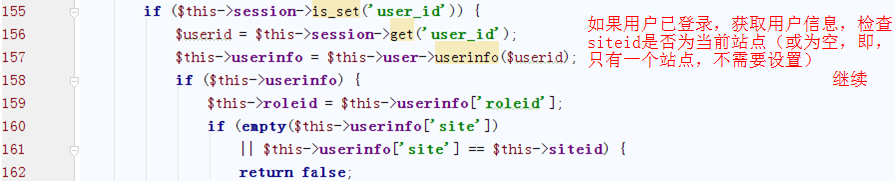 155 if ($this->session->is_set('user_id')) {
156 $userid = $this->session->get('user_id');
157 $this->userinfo = $this->user->userinfo($userid);
158 if ($this->userinfo) {
159 $this->roleid = $this->userinfo['roleid'];
160 if (empty($this->userinfo['site'])
161 || $this->userinfo['site'] == $this->siteid) {
162 return false;
如果用户已登录，获取用户信息，检查
siteid是否为当前站点（或为空，即，
只有一个站点，不需要设置）
继续